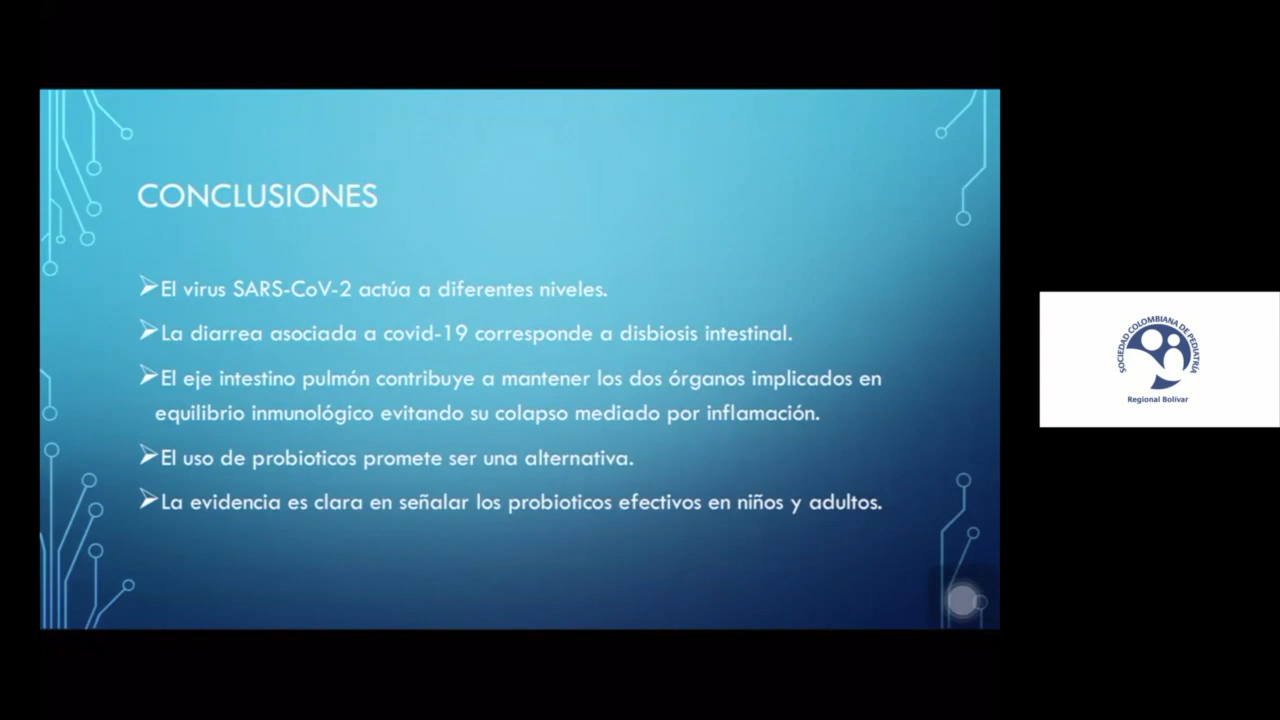 CONCLUSIONES
➢El virus SARS-CoV-2 actúa a diferentes niveles.
➢La diarrea asociada a covid-19 corresponde a disbiosis intestinal.
➢El eje intestino pulmón contribuye a mantener los dos órganos implicados en
equilibrio inmunológico evitando su colapso mediado por inflamación.
➢El uso de probioticos promete ser una alternativa.
➢La evidencia es clara en señalar los probioticos efectivos en niños y adultos.
SOCIEDAD COLOMBIANA DE PEDIATRÍA
Regional Bolívar